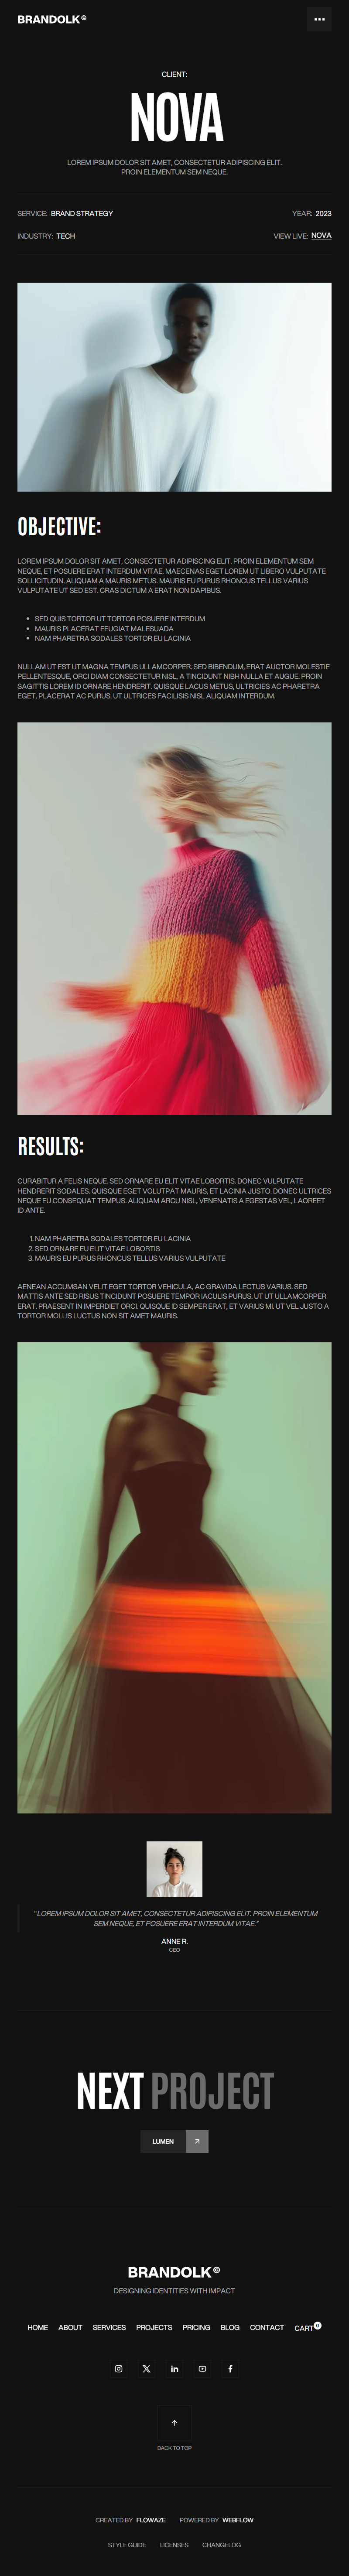 BRANDOLK©
CLIENT:
NOVA
LOREM IPSUM DOLOR SIT AMET, CONSECTETUR ADIPISCING ELIT.
PROIN ELEMENTUM SEM NEQUE.
SERVICE: BRAND STRATEGY
YEAR: 2023
INDUSTRY: TECH
VIEW LIVE: NOVA
OBJECTIVE:
LOREM IPSUM DOLOR SIT AMET, CONSECTETUR ADIPISCING ELIT. PROIN ELEMENTUM SEM
NEQUE, ET POSUERE ERAT INTERDUM VITAE. MAECENAS EGET LOREM UT LIBERO VULPUTATE
SOLLICITUDIN. ALIQUAM A MAURIS METUS. MAURIS EU PURUS RHONCUS TELLUS VARIUS
VULPUTATE UT SED EST. CRAS DICTUM A ERAT NON DAPIBUS.
• SED QUIS TORTOR UT TORTOR POSUERE INTERDUM
• MAURIS PLACERAT FEUGIAT MALESUADA
• NAM PHARETRA SODALES TORTOR EU LACINIA
NULLAM UT EST UT MAGNA TEMPUS ULLAMCORPER. SED BIBENDUM, ERAT AUCTOR MOLESTIE
PELLENTESQUE, ORCI DIAM CONSECTETUR NISL, A TINCIDUNT NIBH NULLA ET AUGUE. PROIN
SAGITTIS LOREM ID ORNARE HENDRERIT. QUISQUE LACUS METUS, ULTRICIES AC PHARETRA
EGET, PLACERAT AC PURUS. UT ULTRICES FACILISIS NISI, ALIQUAM INTERDUM.
RESULTS:
CURABITUR A FELIS NEQUE. SED ORNARE EU ELIT VITAE LOBORTIS. DONEC VULPUTATE
HENDRERIT SODALES. QUISQUE EGET VOLUTPAT MAURIS, ET LACINIA JUSTO. DONEC ULTRICES
NEQUE EU CONSEQUAT TEMPUS. ALIQUAM ARCU NISL, VENENATIS A EGESTAS VEL, LAOREET
ID ANTE.
1. NAM PHARETRA SODALES TORTOR EU LACINIA
2. SED ORNARE EU ELIT VITAE LOBORTIS
3. MAURIS EU PURUS RHONCUS TELLUS VARIUS VULPUTATE
AENEAN ACCUMSAN VELIT EGET TORTOR VEHICULA, AC GRAVIDA LECTUS VARIUS. SED
MATTIS ANTE SED RISUS TINCIDUNT POSUERE TEMPOR IACULIS PURUS. UT UT ULLAMCORPER
ERAT. PRAESENT IN IMPERDIET ORCI. QUISQUE ID SEMPER ERAT, ET VARIUS MI. UT VEL JUSTO A
TORTOR MOLLIS LUCTUS NON SIT AMET MAURIS.
"LOREM IPSUM DOLOR SIT AMET, CONSECTETUR ADIPISCING ELIT. PROIN ELEMENTUM
SEM NEQUE, ET POSUERE ERAT INTERDUM VITAE."
ANNE R.
CEO
NEXT PROJECT
LUMEN
BRANDOLK©
DESIGNING IDENTITIES WITH IMPACT
HOME ABOUT SERVICES PROJECTS PRICING BLOG CONTACT CART 0
BACK TO TOP
CREATED BY FLOWAZE POWERED BY WEBFLOW
STYLE GUIDE LICENSES CHANGELOG